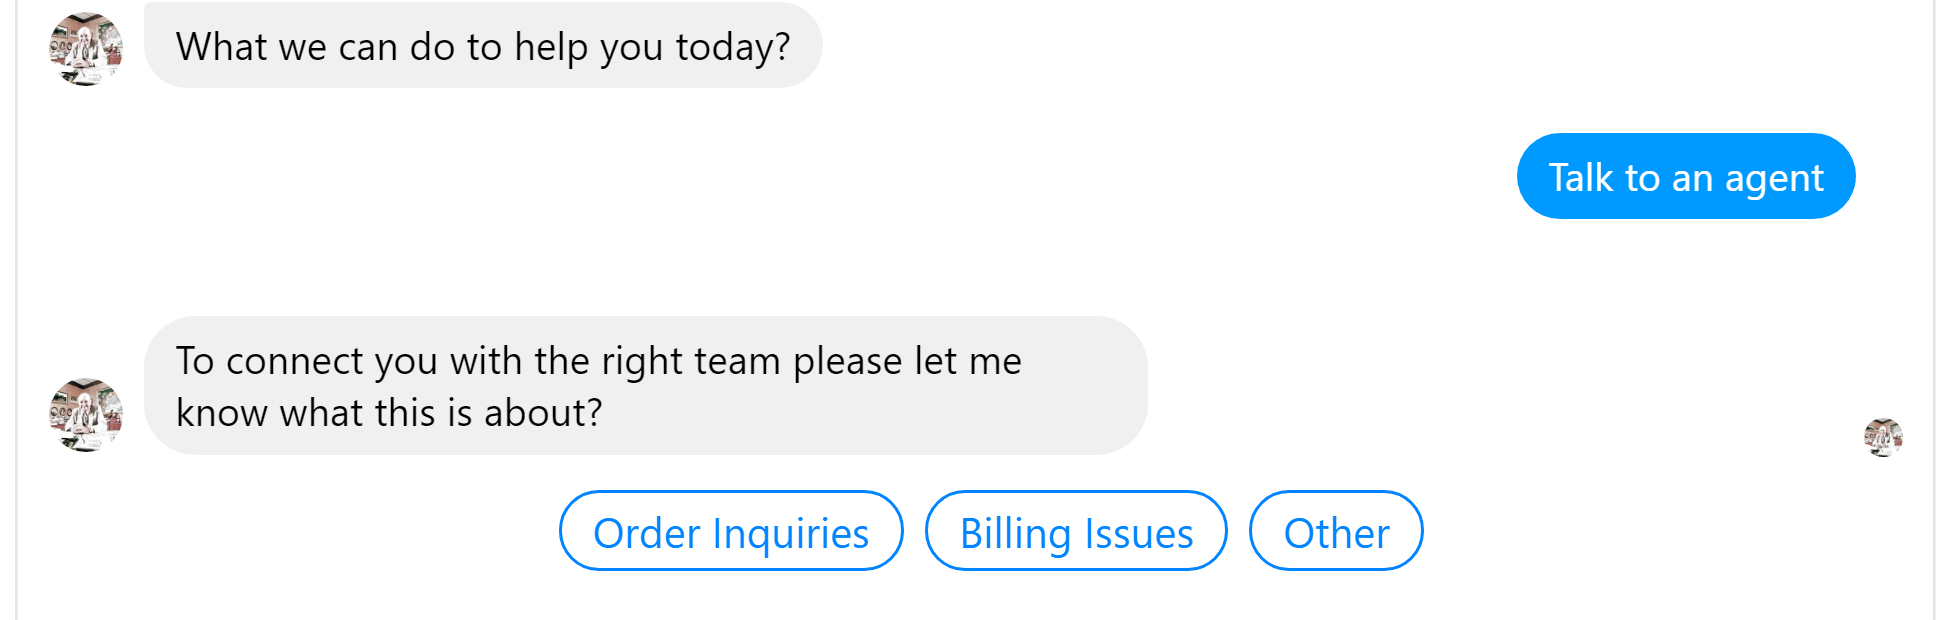 What we can do to help you today?
Talk to an agent
To connect you with the right team please let me
know what this is about?
Order Inquiries
Billing Issues
Other